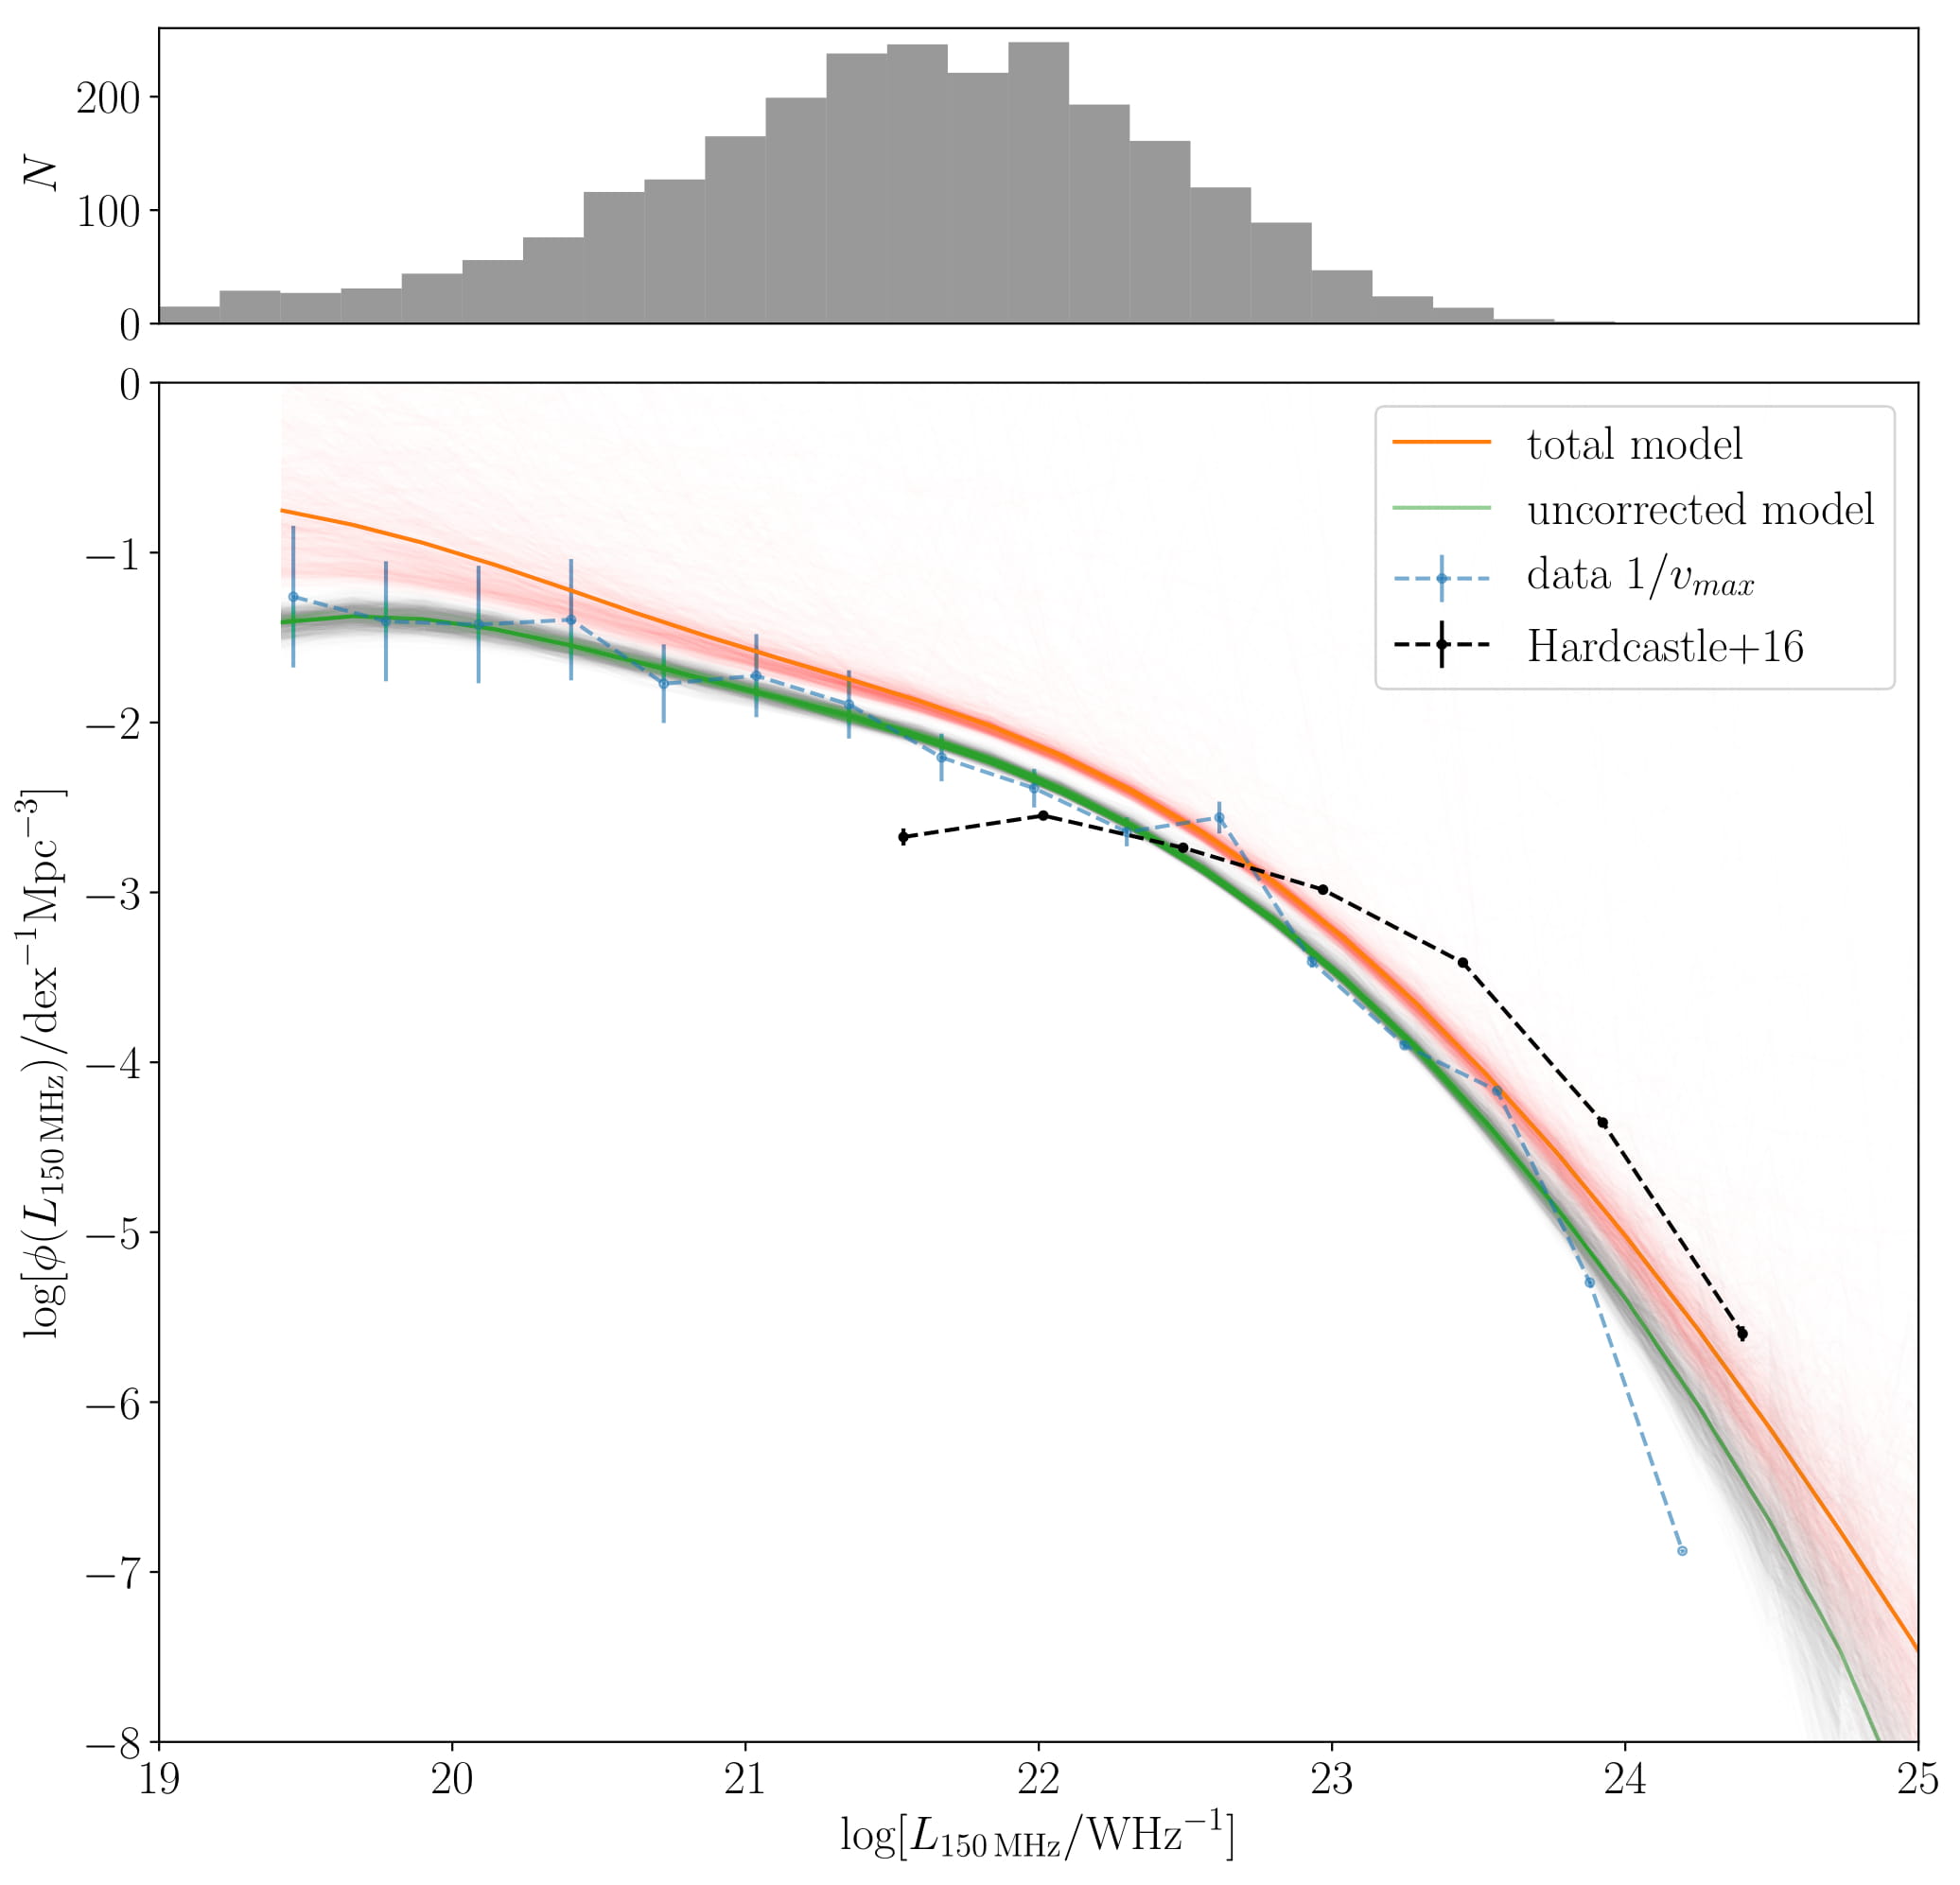 200
100
0
N
0
−1
−2
−3
−4
−5
−6
−7
−8
log[ϕ(L₁₅₀ MHz)/dex⁻¹Mpc⁻³]
total model
uncorrected model
data 1/vₘₐₓ
Hardcastle+16
19 20 21 22 23 24 25
log[L₁₅₀ MHz/WHz⁻¹]